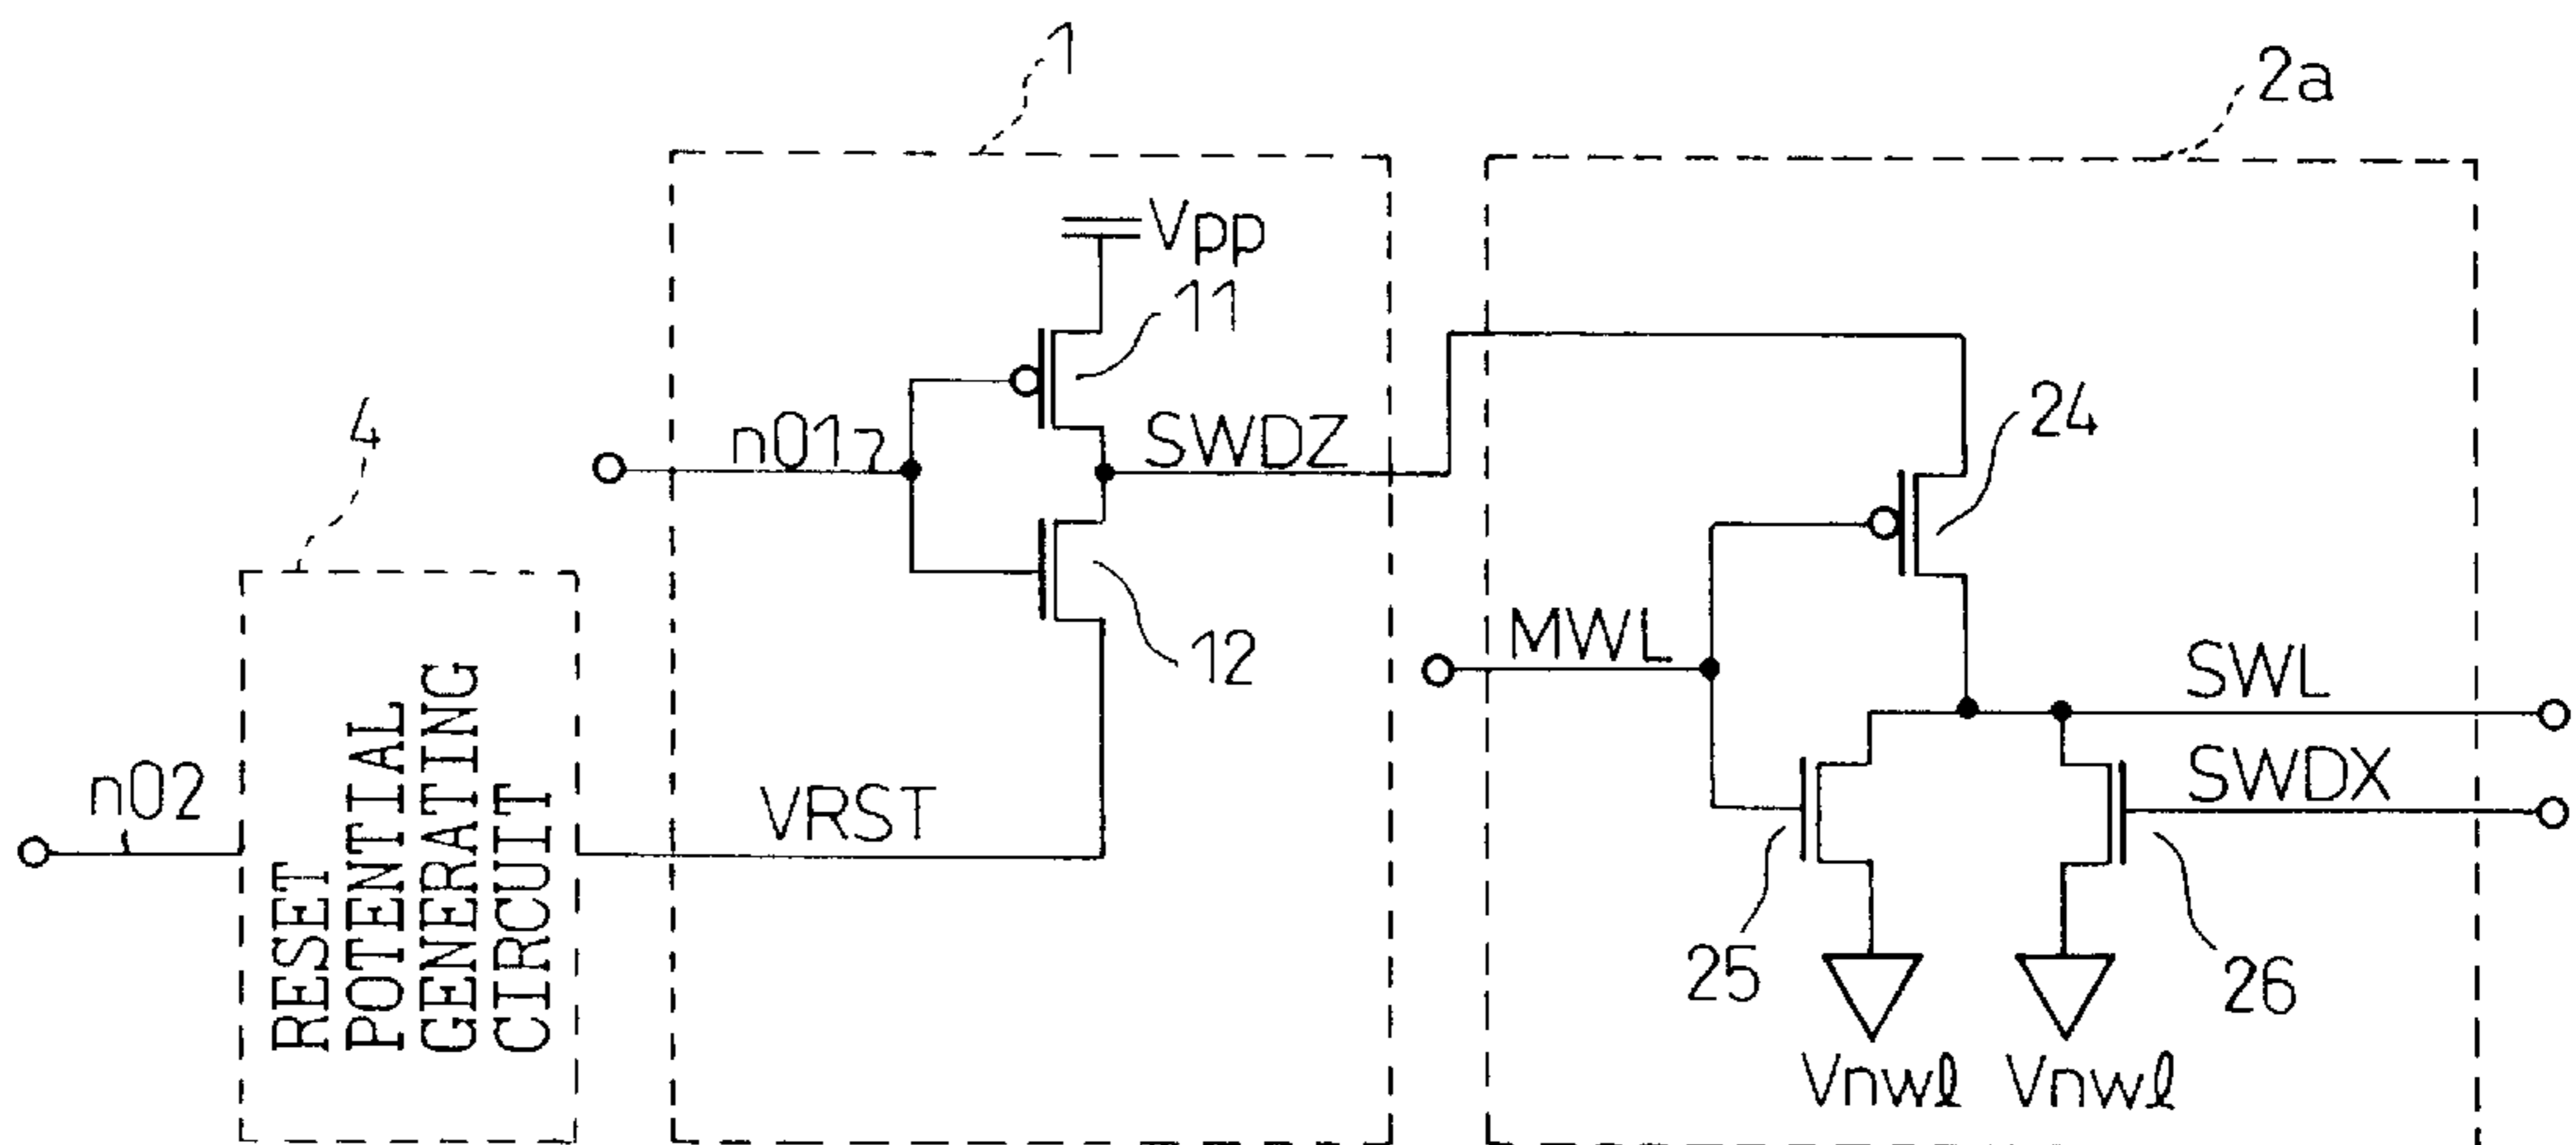 1
2a
Vpp
11
n01
SWDZ
24
4
12
MWL
SWL
n02
VRST
SWDX
RESET
POTENTIAL
GENERATING
CIRCUIT
25
26
Vnwℓ
Vnwℓ